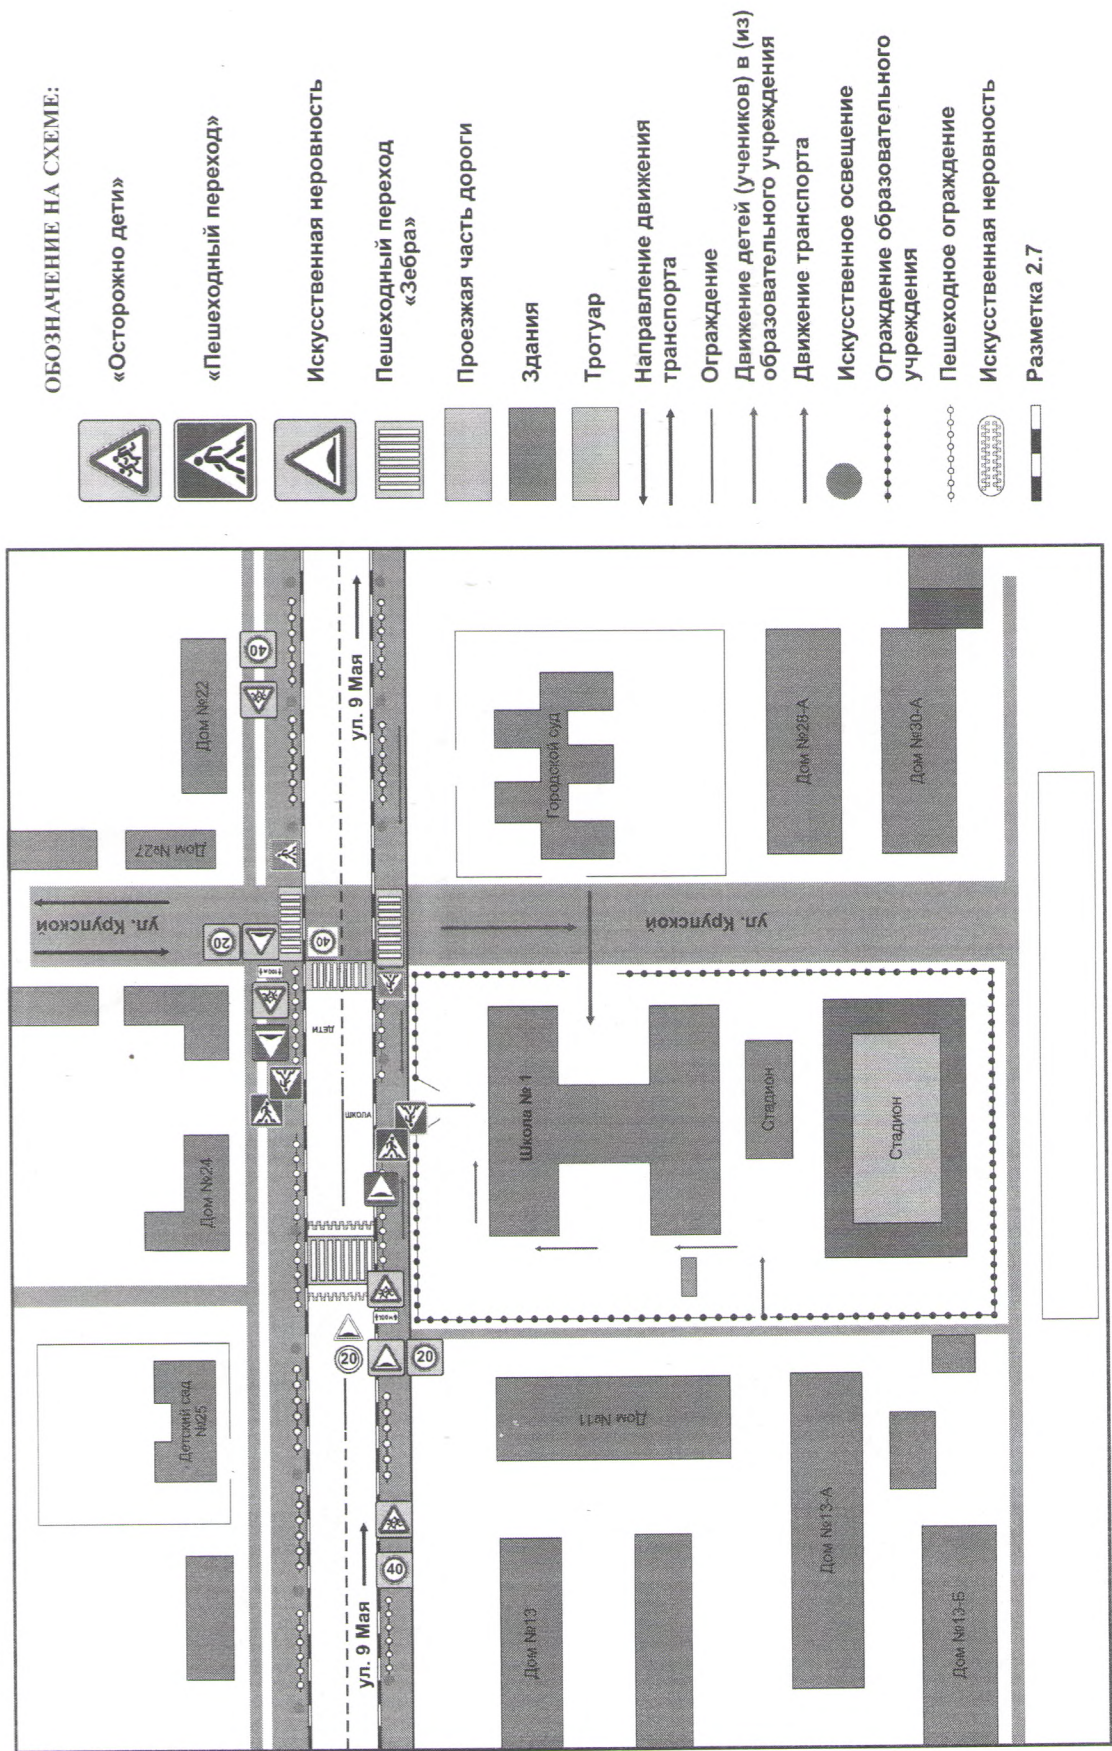 ОБОЗНАЧЕНИЕ НА СХЕМЕ:
«Осторожно дети»
«Пешеходный переход»
Искусственная неровность
Пешеходный переход
«Зебра»
Проезжая часть дороги
Здания
Тротуар
Направление движения
транспорта
Ограждение
Движение детей (учеников) в (из)
образовательного учреждения
Движение транспорта
Искусственное освещение
Ограждение образовательного
учреждения
Пешеходное ограждение
Искусственная неровность
Разметка 2.7
Детский сад
№25
Дом №24
Дом №27
Дом №22
40
ул. Крупской
20
40
ДЕТИ
ШКОЛА
20
20
40
ул. 9 Мая
ул. 9 Мая
ул. Крупской
Дом №13
Дом №11
Дом №13-А
Дом №13-Б
Школа № 1
Стадион
Стадион
Городской суд
Дом №28-А
Дом №30-А